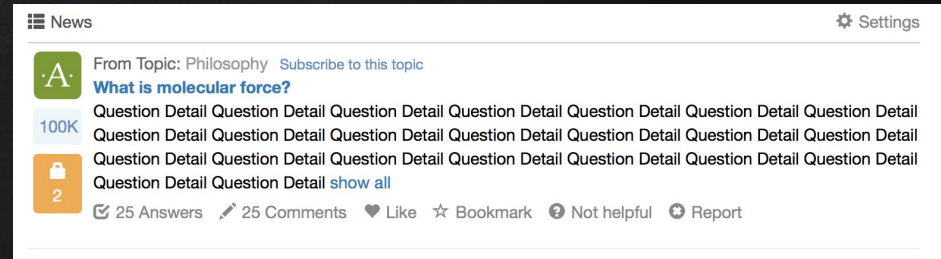 News
Settings
·A·
From Topic: Philosophy Subscribe to this topic
What is molecular force?
100K
Question Detail Question Detail Question Detail Question Detail Question Detail Question Detail Question Detail
Question Detail Question Detail Question Detail Question Detail Question Detail Question Detail Question Detail
Question Detail Question Detail Question Detail Question Detail Question Detail Question Detail Question Detail
Question Detail Question Detail show all
2
25 Answers 25 Comments Like Bookmark Not helpful Report